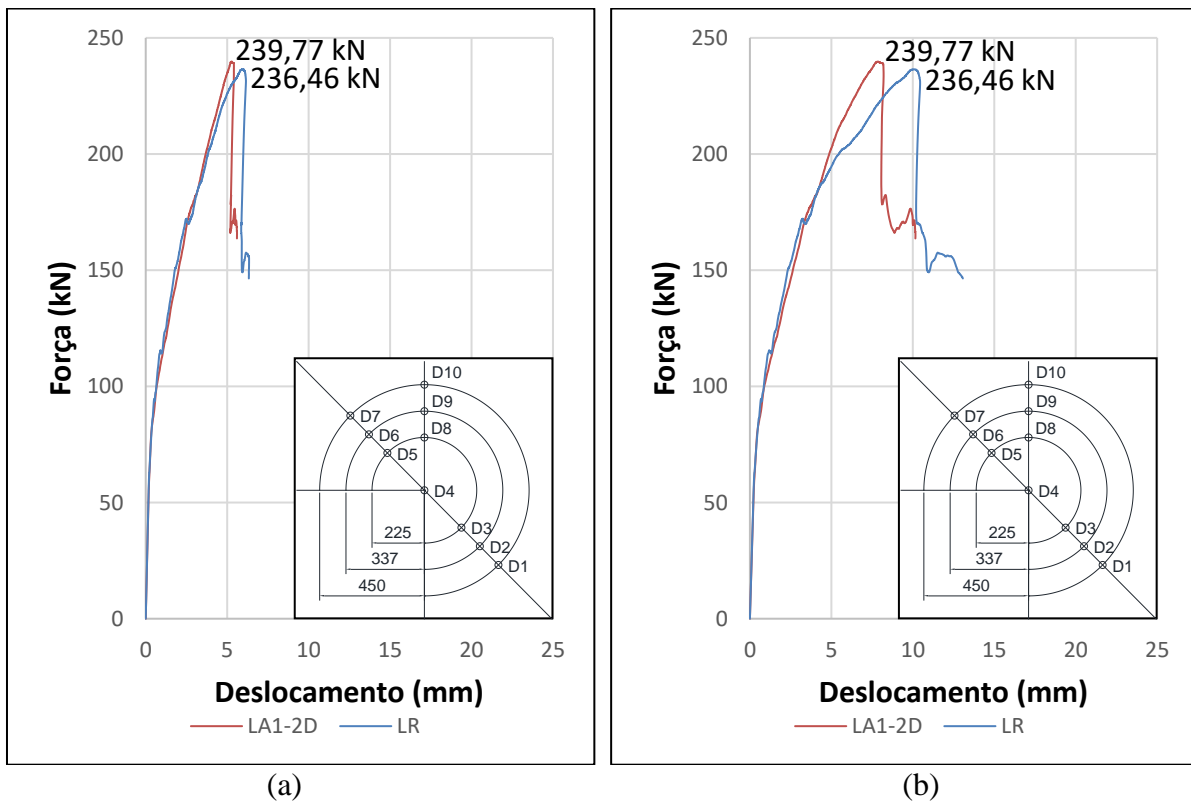 250
200
150
100
50
0
Força (kN)
239,77 kN
236,46 kN
D10
D9
D7
D6
D8
D5
D4
D3
225
D2
337
D1
450
0 5 10 15 20 25
Deslocamento (mm)
LA1-2D LR
(a)
250
200
150
100
50
0
Força (kN)
239,77 kN
236,46 kN
D10
D9
D7
D6
D8
D5
D4
D3
225
D2
337
D1
450
0 5 10 15 20 25
Deslocamento (mm)
LA1-2D LR
(b)